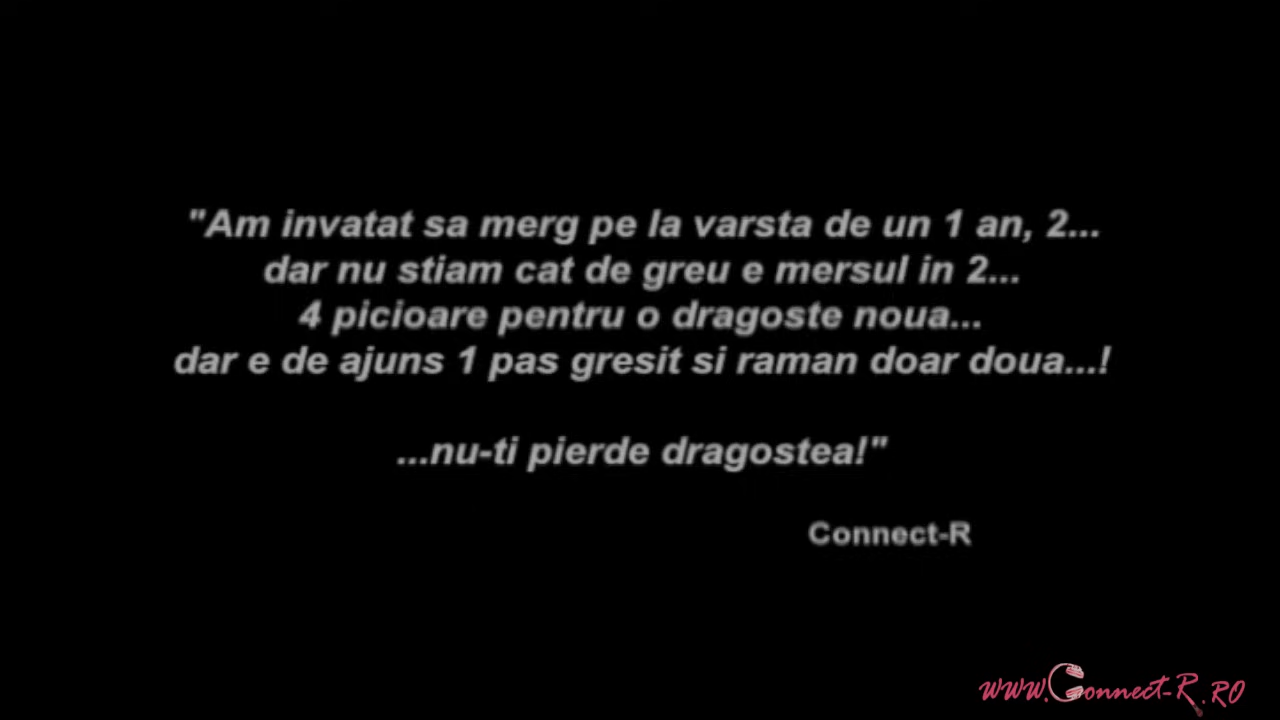 "Am invatat sa merg pe la varsta de un 1 an, 2...
dar nu stiam cat de greu e mersul in 2...
4 picioare pentru o dragoste noua...
dar e de ajuns 1 pas gresit si raman doar doua...!
...nu-ti pierde dragostea!"
Connect-R
www.Connect-R.RO